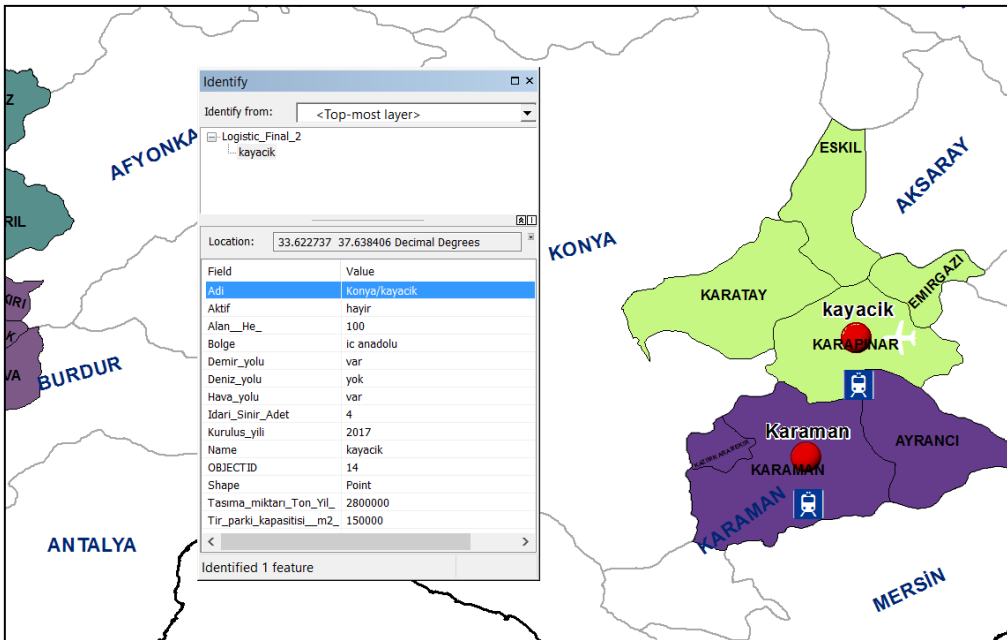 Identify
Identify from: <Top-most layer>
Logistic_Final_2
kayacik
Location: 33.622737 37.638406 Decimal Degrees
Field Value
Adi Konya/kayacik
Aktif hayir
Alan__He_ 100
Bolge ic anadolu
Demir_yolu var
Deniz_yolu yok
Hava_yolu var
Idari_Sinir_Adet 4
Kurulus_yili 2017
Name kayacik
OBJECTID 14
Shape Point
Tasıma_miktarı_Ton_Yil_ 2800000
Tir_parki_kapasitisi__m2_ 150000
Identified 1 feature
Z
AFYONKA
RIL
KIRI
K
VA
BURDUR
ANTALYA
KONYA
ESKIL
AKSARAY
KARATAY
EMIRGAZI
kayacik
KARAPINAR
Karaman
KARAMAN
AYRANCI
KARAMAN
MERSİN